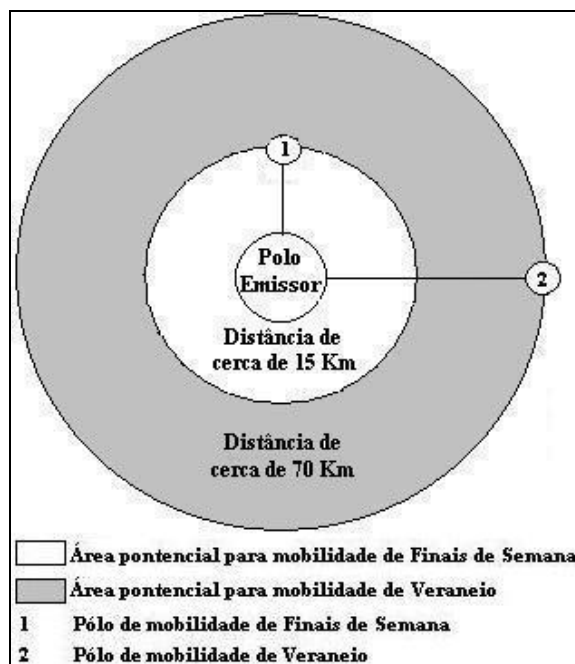 1
Polo
Emissor
2
Distância de
cerca de 15 Km
Distância de
cerca de 70 Km
Área pontencial para mobilidade de Finais de Semana
Área pontencial para mobilidade de Veraneio
1 Pólo de mobilidade de Finais de Semana
2 Pólo de mobilidade de Veraneio